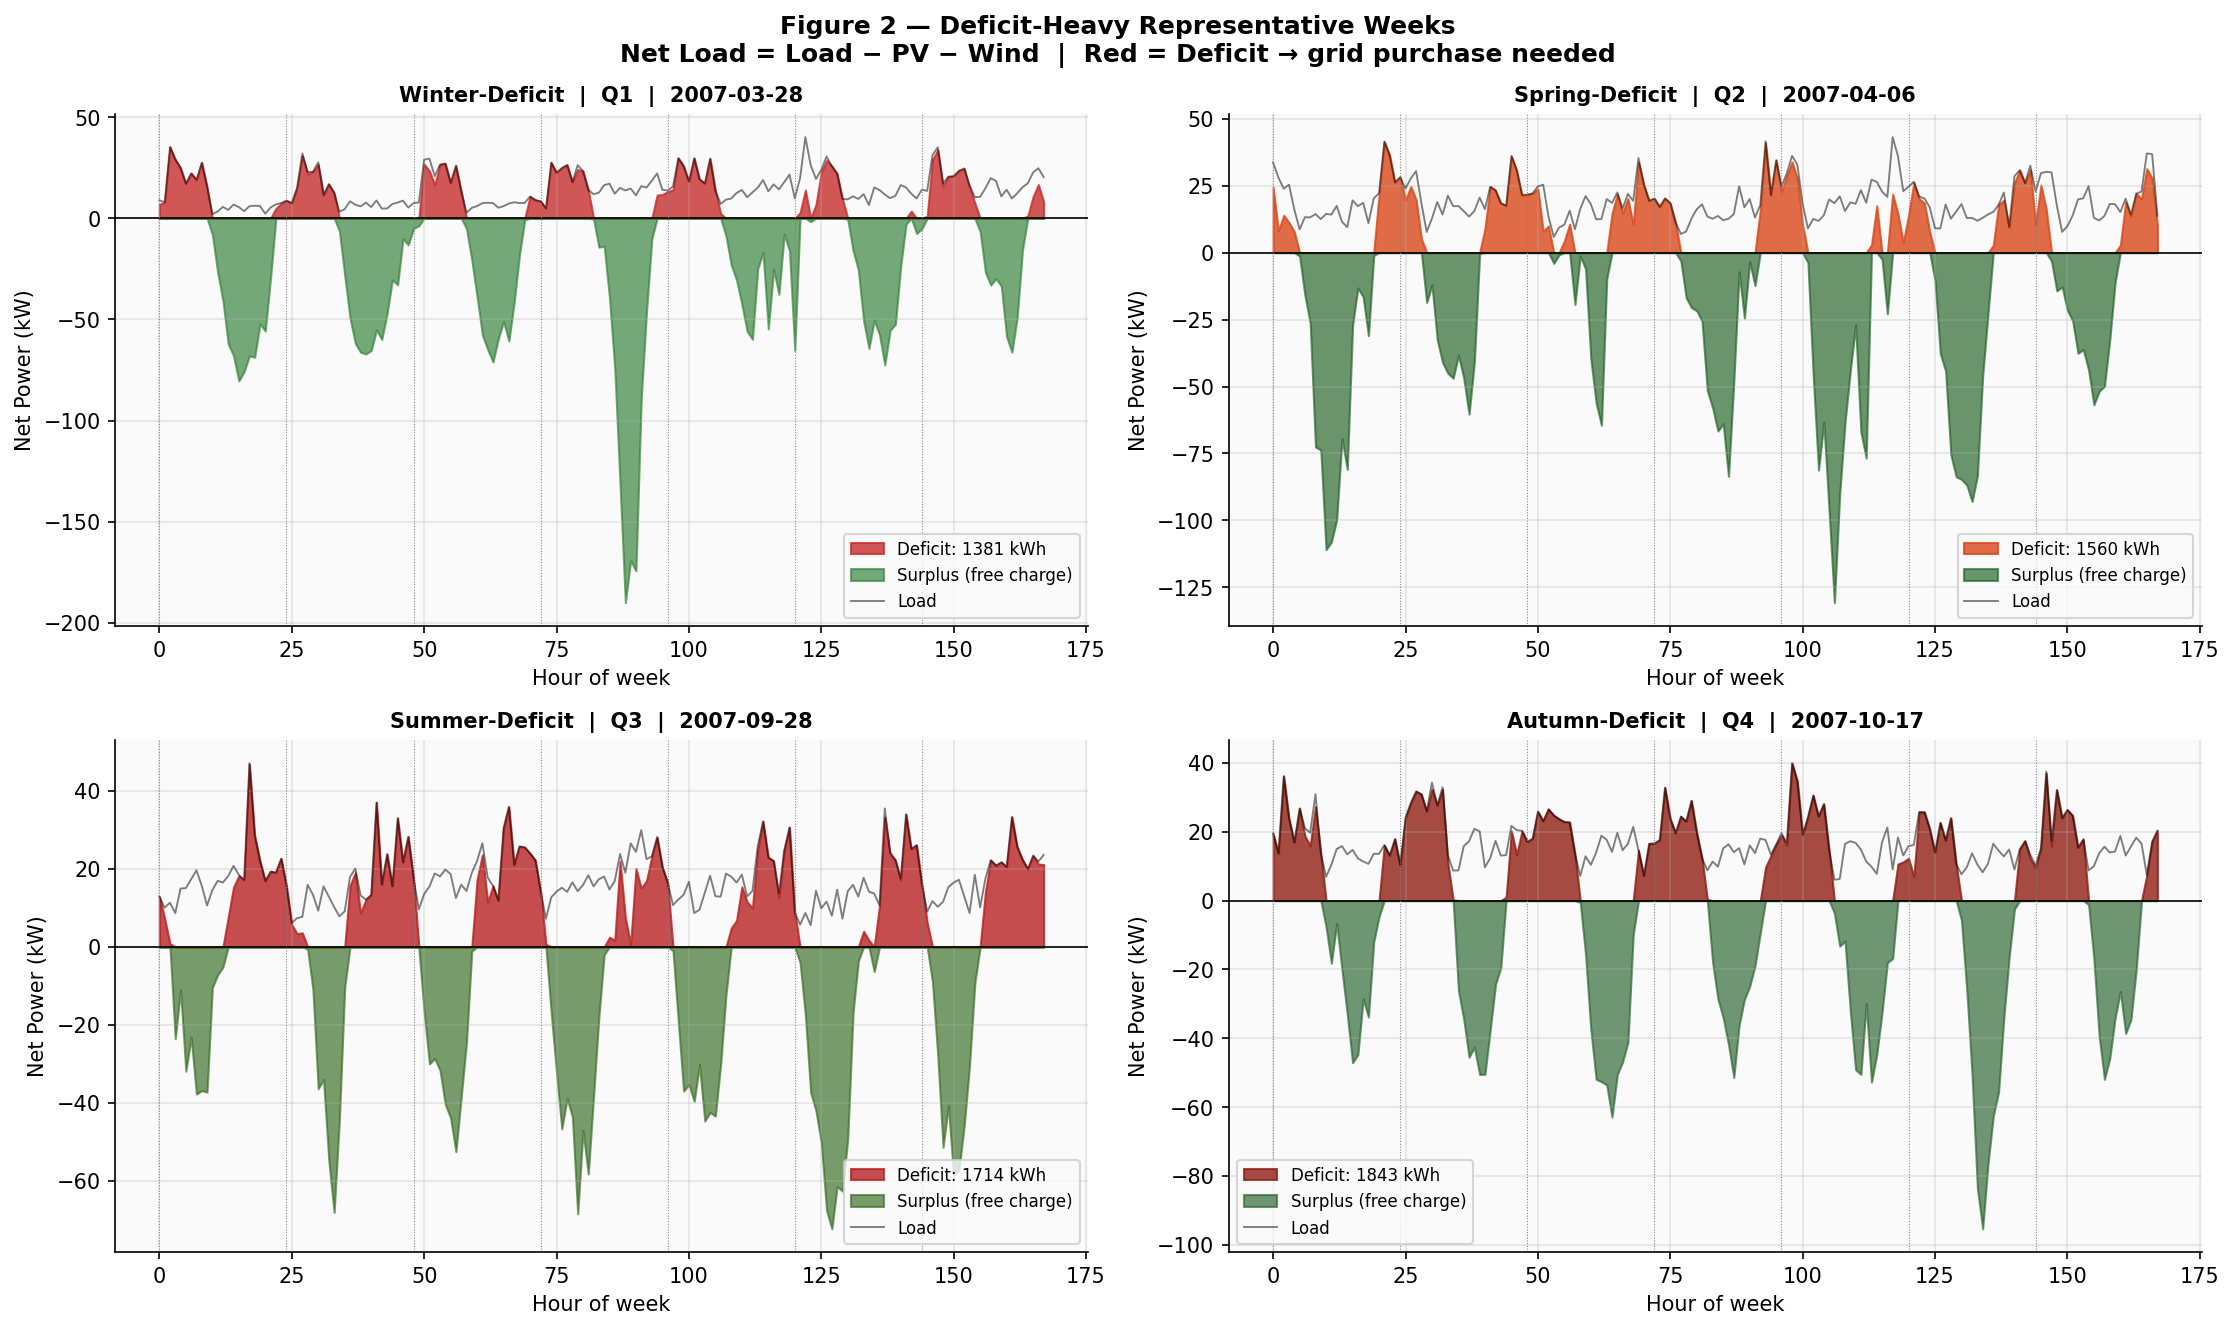 Figure 2 — Deficit-Heavy Representative Weeks
Net Load = Load − PV − Wind | Red = Deficit → grid purchase needed
Winter-Deficit | Q1 | 2007-03-28
50
0
−50
−100
−150
−200
Net Power (kW)
0 25 50 75 100 125 150 175
Hour of week
Deficit: 1381 kWh
Surplus (free charge)
Load
Spring-Deficit | Q2 | 2007-04-06
50
25
0
−25
−50
−75
−100
−125
Net Power (kW)
0 25 50 75 100 125 150 175
Hour of week
Deficit: 1560 kWh
Surplus (free charge)
Load
Summer-Deficit | Q3 | 2007-09-28
40
20
0
−20
−40
−60
Net Power (kW)
0 25 50 75 100 125 150 175
Hour of week
Deficit: 1714 kWh
Surplus (free charge)
Load
Autumn-Deficit | Q4 | 2007-10-17
40
20
0
−20
−40
−60
−80
−100
Net Power (kW)
0 25 50 75 100 125 150 175
Hour of week
Deficit: 1843 kWh
Surplus (free charge)
Load